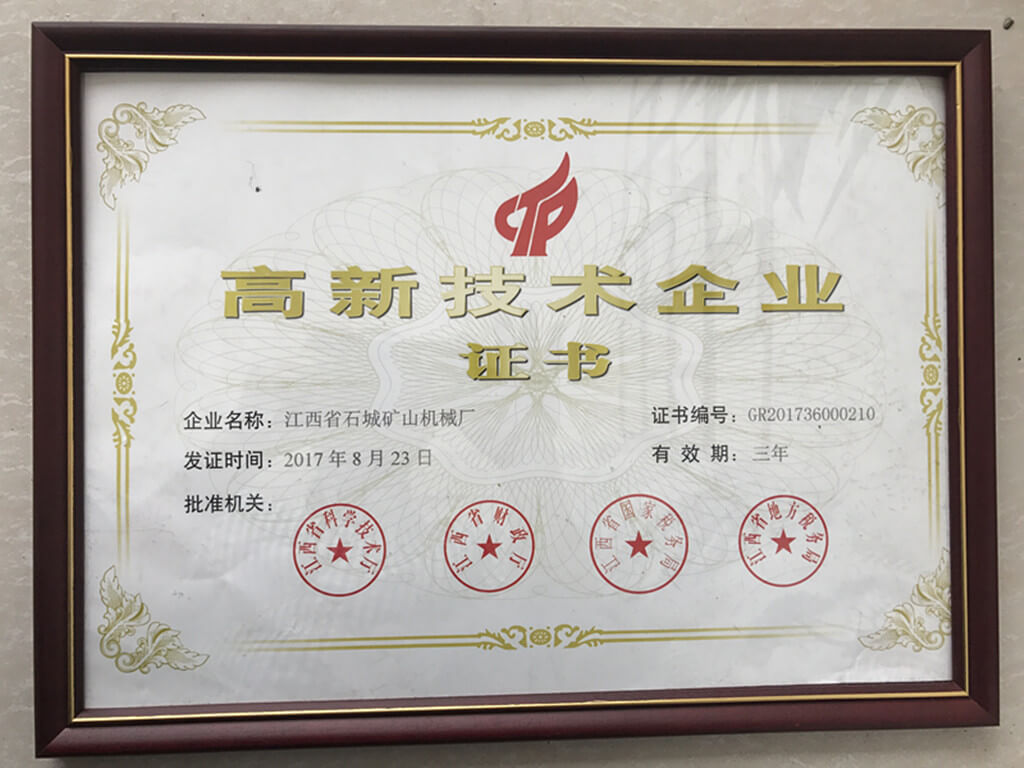 CTP
高新技术企业
证书
企业名称：江西省石城矿山机械厂
证书编号：GR201736000210
发证时间：2017年8月23日
有效期：三年
批准机关：
江西省科学技术厅
江西省财政厅
江西省国家税务局
江西省地方税务局